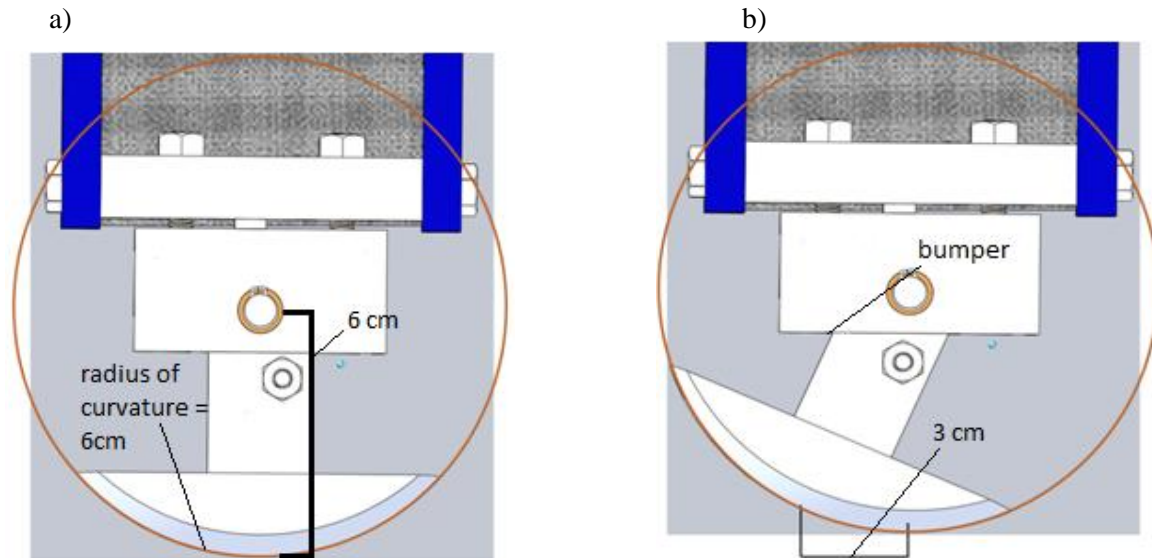 a)
b)
6 cm
radius of
curvature =
6cm
bumper
3 cm